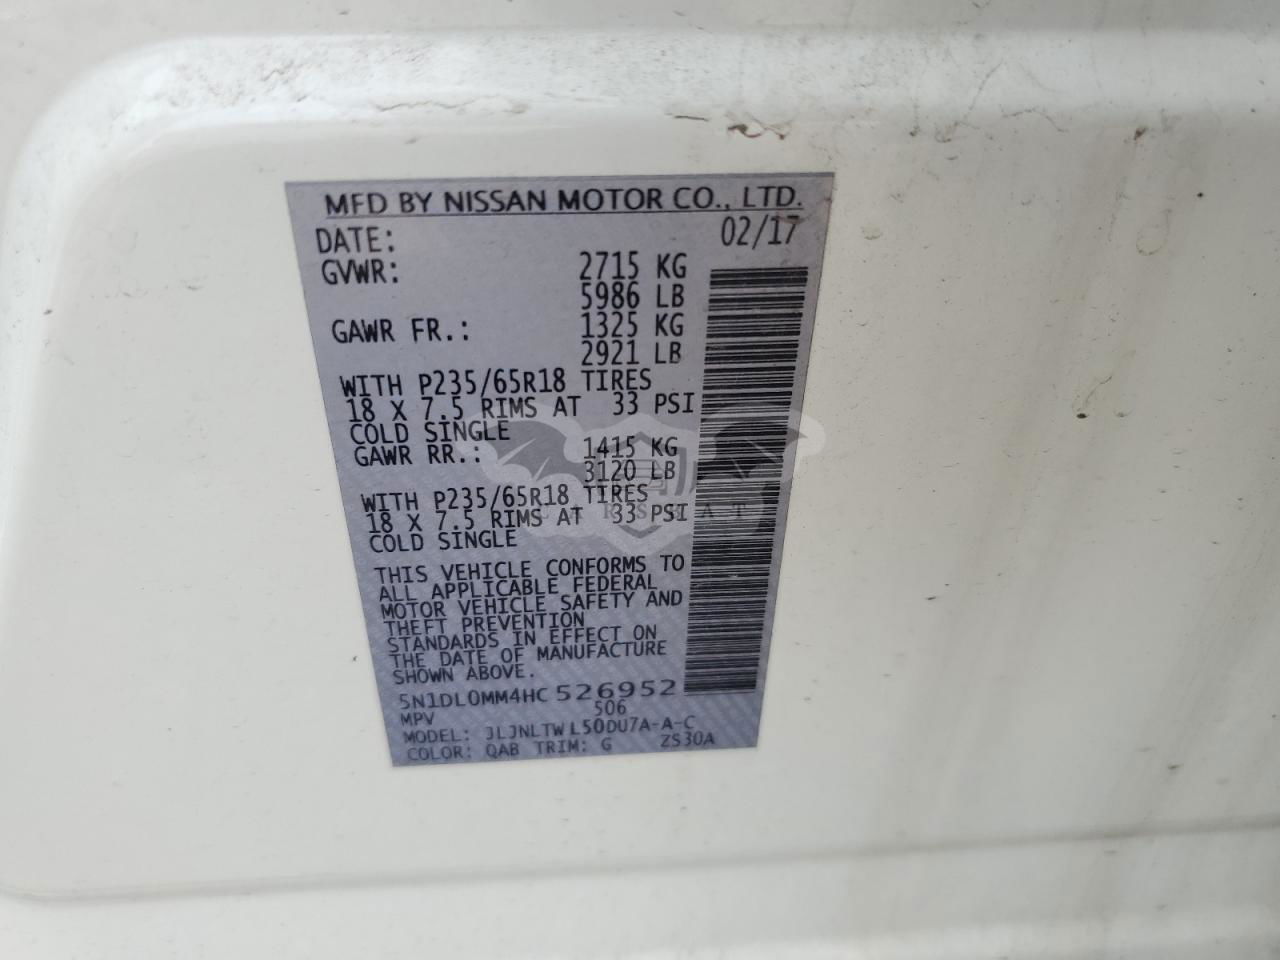 MFD BY NISSAN MOTOR CO., LTD.
DATE: 02/17
GVWR: 2715 KG
5986 LB
GAWR FR.: 1325 KG
2921 LB
WITH P235/65R18 TIRES
18 X 7.5 RIMS AT 33 PSI
COLD SINGLE
GAWR RR.: 1415 KG
3120 LB
WITH P235/65R18 TIRES
18 X 7.5 RIMS AT 33 PSI
COLD SINGLE
THIS VEHICLE CONFORMS TO
ALL APPLICABLE FEDERAL
MOTOR VEHICLE SAFETY AND
THEFT PREVENTION
STANDARDS IN EFFECT ON
THE DATE OF MANUFACTURE
SHOWN ABOVE.
5N1DL0MM4HC 526952
MPV 506
MODEL: JLJNLTW L50DU7A-A-C
COLOR: QAB TRIM: G ZS30A